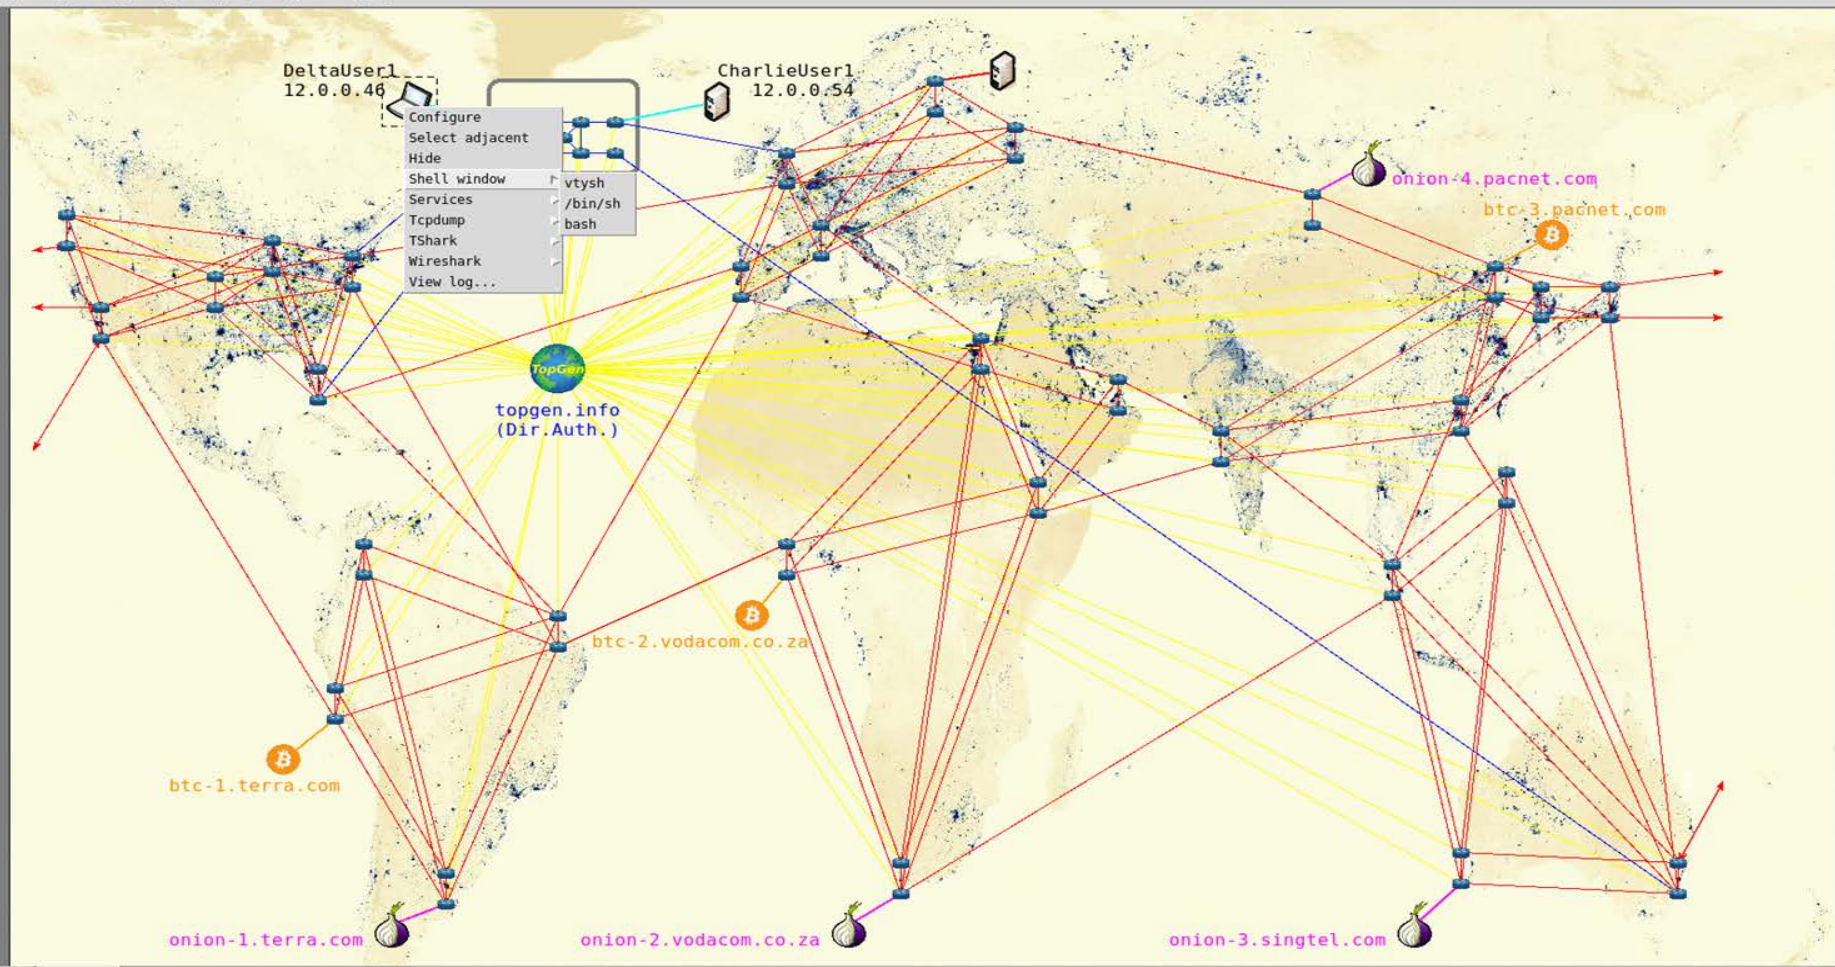 DeltaUser1
12.0.0.46
CharlieUser1
12.0.0.54
Configure
Select adjacent
Hide
Shell window
Services
Tcpdump
TShark
Wireshark
View log...
vtysh
/bin/sh
bash
onion-4.pacnet.com
btc-3.pacnet.com
TopGen
topgen.info
(Dir.Auth.)
btc-2.vodacom.co.za
btc-1.terra.com
onion-1.terra.com
onion-2.vodacom.co.za
onion-3.singtel.com